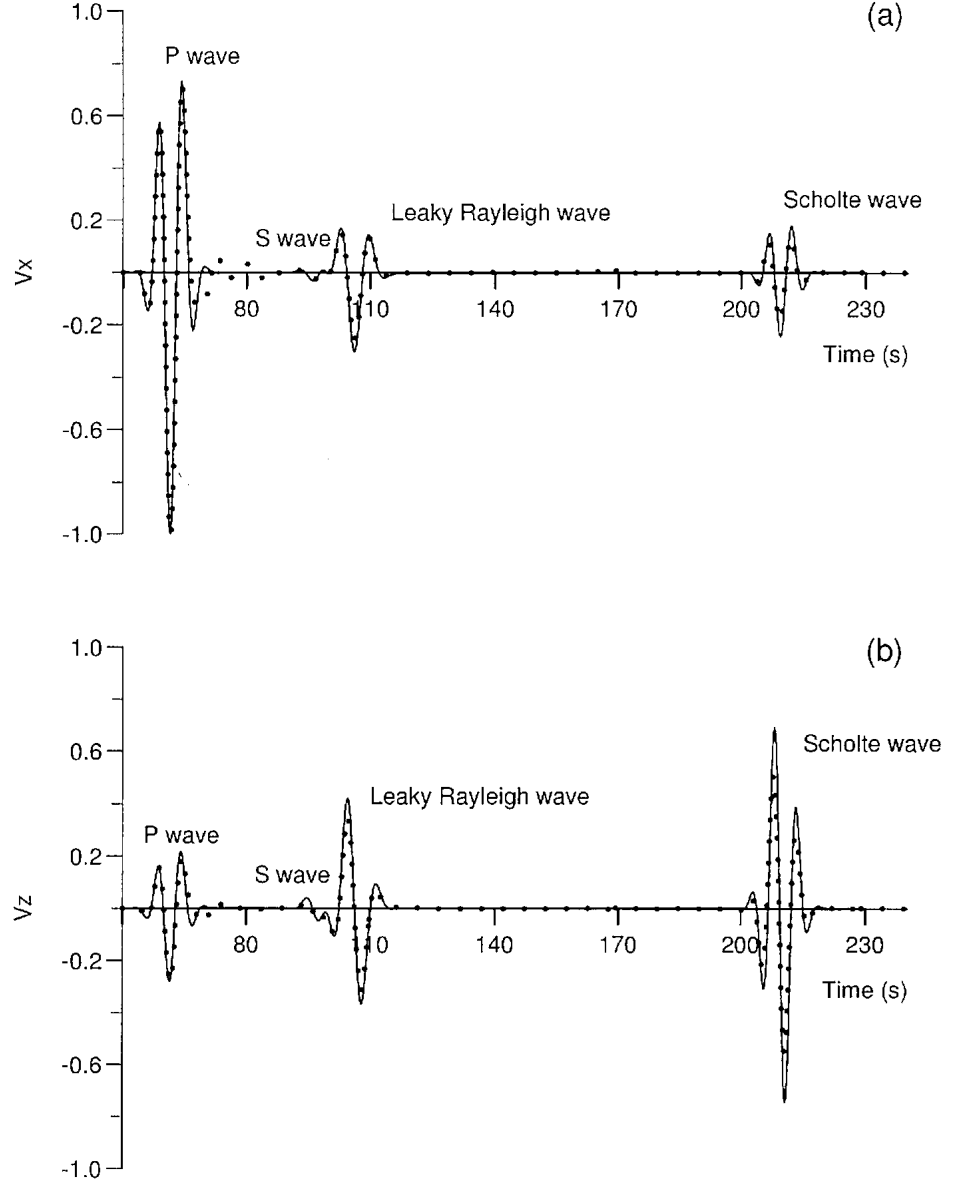 (a)
1.0
P wave
0.6
Scholte wave
Leaky Rayleigh wave
0.2
S wave
Vx
80 110 140 170 200 230
-0.2
Time (s)
-0.6
-1.0
(b)
1.0
Scholte wave
0.6
Leaky Rayleigh wave
P wave
0.2
S wave
Vz
80 110 140 170 200 230
-0.2
Time (s)
-0.6
-1.0